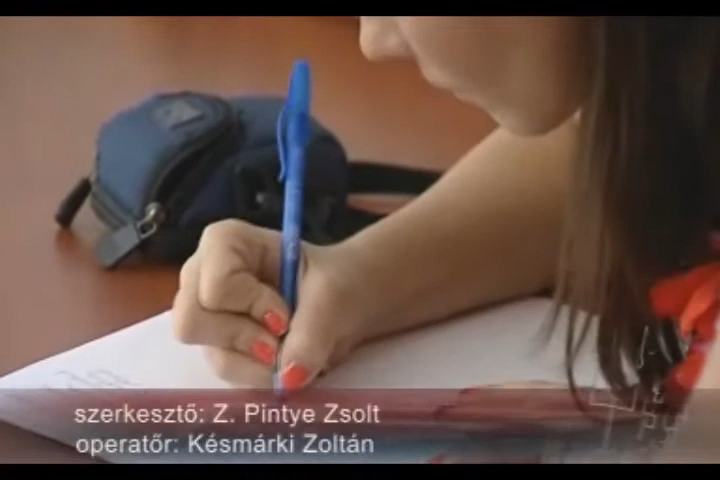 szerkesztő: Z. Pintye Zsolt
operatőr: Késmárki Zoltán